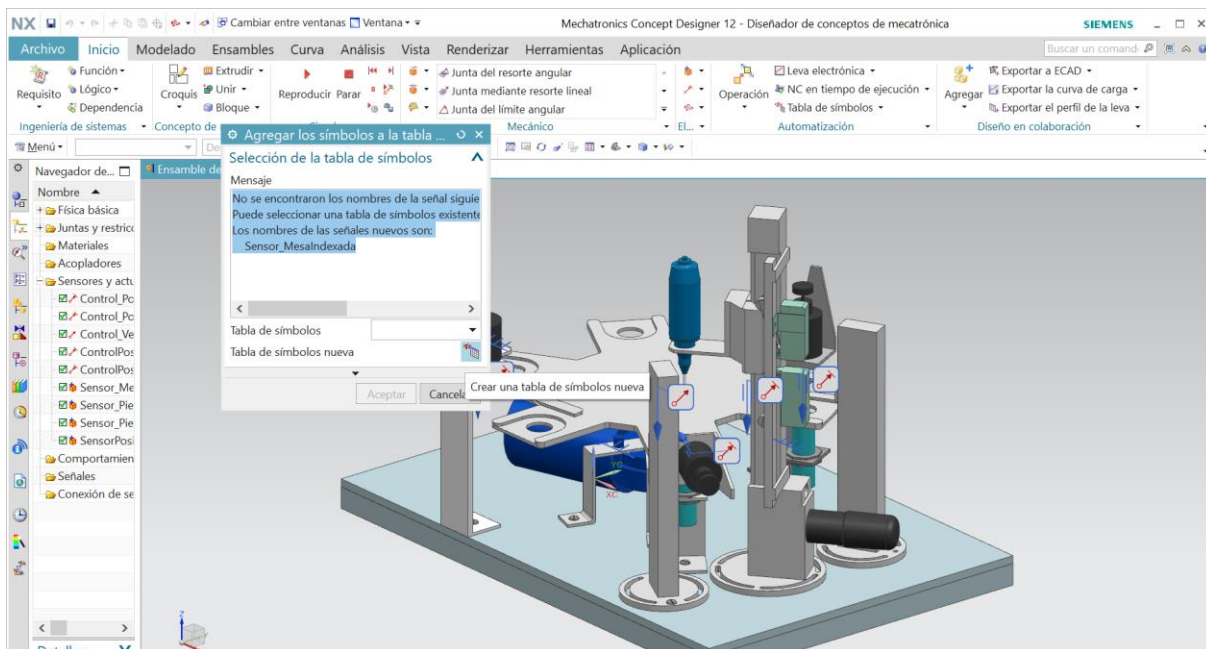 NX Cambiar entre ventanas Ventana Mechatronics Concept Designer 12 - Diseñador de conceptos de mecatrónica SIEMENS
Archivo Inicio Modelado Ensambles Curva Análisis Vista Renderizar Herramientas Aplicación Buscar un comand
Función Extrudir Junta del resorte angular Leva electrónica Exportar a ECAD
Requisito Lógico Croquis Unir Reproducir Parar Junta mediante resorte lineal Operación NC en tiempo de ejecución Agregar Exportar la curva de carga
Dependencia Bloque Junta del límite angular Tabla de símbolos Exportar el perfil de la leva
Ingeniería de sistemas Concepto de Mecánico El... Automatización Diseño en colaboración
Menú
Agregar los símbolos a la tabla ...
Selección de la tabla de símbolos
Mensaje
No se encontraron los nombres de la señal siguie
Puede seleccionar una tabla de símbolos existente
Los nombres de las señales nuevos son:
Sensor_MesaIndexada
Tabla de símbolos
Tabla de símbolos nueva
Aceptar
Crear una tabla de símbolos nueva
Navegador de...
Ensamble de
Nombre
Física básica
Juntas y restricc
Materiales
Acopladores
Sensores y actu
Control_Po
Control_Po
Control_Ve
ControlPos
ControlPos
Sensor_Me
Sensor_Pie
Sensor_Pie
SensorPosi
Comportamien
Señales
Conexión de se
YC
XC
Z